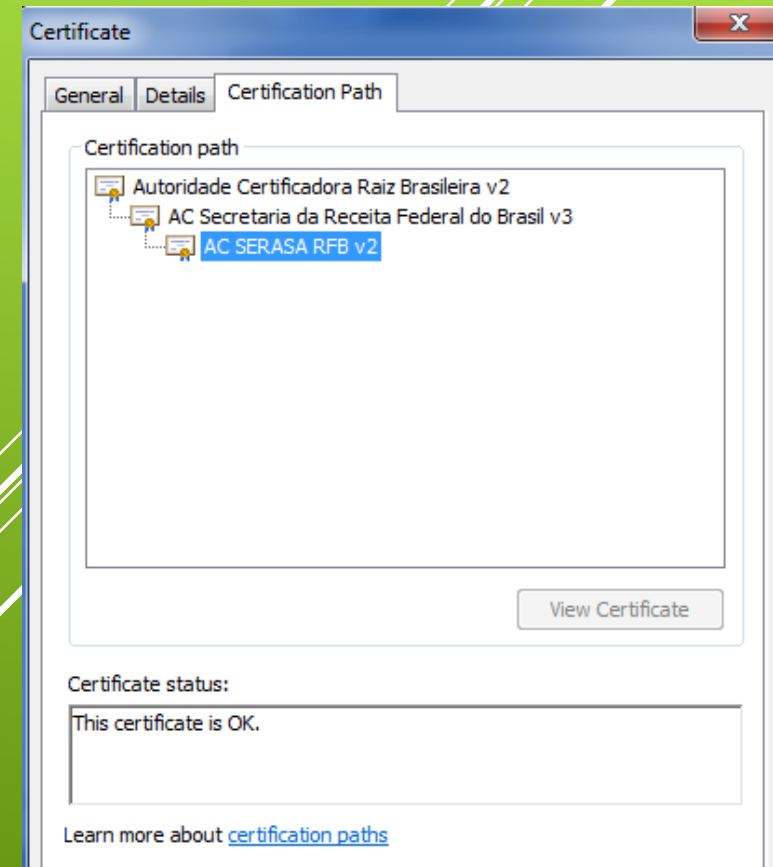 Certificate
General Details Certification Path
Certification path
Autoridade Certificadora Raiz Brasileira v2
AC Secretaria da Receita Federal do Brasil v3
AC SERASA RFB v2
View Certificate
Certificate status:
This certificate is OK.
Learn more about certification paths